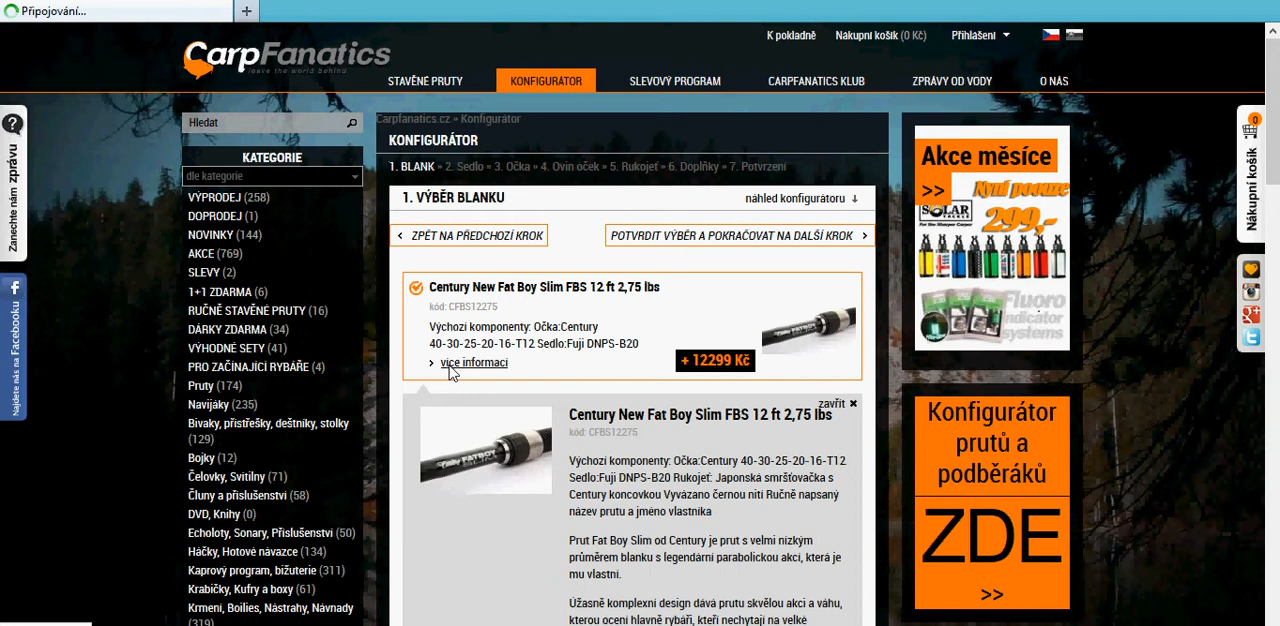 Připojování...
CarpFanatics
leave the world behind
K pokladně
Nákupní košík (0 Kč)
Přihlášení
STAVĚNÉ PRUTY
KONFIGURÁTOR
SLEVOVÝ PROGRAM
CARPFANATICS KLUB
ZPRÁVY OD VODY
O NÁS
Zanechte nám zprávu
Najdete nás na Facebooku
Hledat
KATEGORIE
dle kategorie
VÝPRODEJ (258)
DOPRODEJ (1)
NOVINKY (144)
AKCE (769)
SLEVY (2)
1+1 ZDARMA (6)
RUČNĚ STAVĚNÉ PRUTY (16)
DÁRKY ZDARMA (34)
VÝHODNÉ SETY (41)
PRO ZAČÍNAJÍCÍ RYBÁŘE (4)
Pruty (174)
Navijáky (235)
Bivaky, přístřešky, deštníky, stolky
(129)
Bojky (12)
Čelovky, Svítilny (71)
Čluny a příslušenství (58)
DVD, Knihy (0)
Echoloty, Sonary, Příslušenství (50)
Háčky, Hotové návazce (134)
Kaprový program, bižuterie (311)
Krabičky, Kufry a boxy (61)
Krmení, Boilies, Nástrahy, Návnady
(319)
Carpfanatics.cz » Konfigurátor
KONFIGURÁTOR
1. BLANK » 2. Sedlo » 3. Očka » 4. Ovin oček » 5. Rukojeť » 6. Doplňky » 7. Potvrzení
1. VÝBĚR BLANKU
náhled konfigurátoru ↓
‹ ZPĚT NA PŘEDCHOZÍ KROK
POTVRDIT VÝBĚR A POKRAČOVAT NA DALŠÍ KROK ›
Century New Fat Boy Slim FBS 12 ft 2,75 lbs
kód: CFBS12275
Výchozí komponenty: Očka:Century
40-30-25-20-16-T12 Sedlo:Fuji DNPS-B20
› více informací
+ 12299 Kč
zavřít ×
Century New Fat Boy Slim FBS 12 ft 2,75 lbs
kód: CFBS12275
Výchozí komponenty: Očka:Century 40-30-25-20-16-T12
Sedlo:Fuji DNPS-B20 Rukojeť: Japonská smršťovačka s
Century koncovkou Vyvázáno černou nití Ručně napsaný
název prutu a jméno vlastníka
Prut Fat Boy Slim od Century je prut s velmi nízkým
průměrem blanku s legendární parabolickou akcí, která je
mu vlastní.
Úžasně komplexní design dává prutu skvělou akci a váhu,
kterou ocení hlavně rybáři, kteří nechytají na velké
Akce měsíce
>>
Nyní pouze
299,-
SOLAR
TACKLE
For the Sharper Carper
Fluoro
indicator
systems
Konfigurátor
prutů a
podběráků
ZDE
>>
0
Nákupní košík